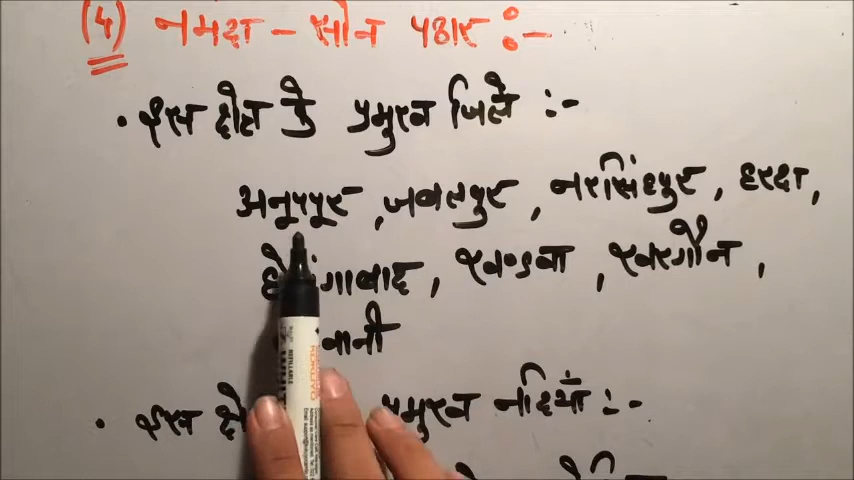 (4) नर्मदा - सोन पठार :-
• इस क्षेत्र के प्रमुख जिले :-
अनूपपूर, जबलपुर, नरसिंहपुर, हरदा,
खण्डवा, खरगौन,
• इस प्रमुख नदियाँ :-